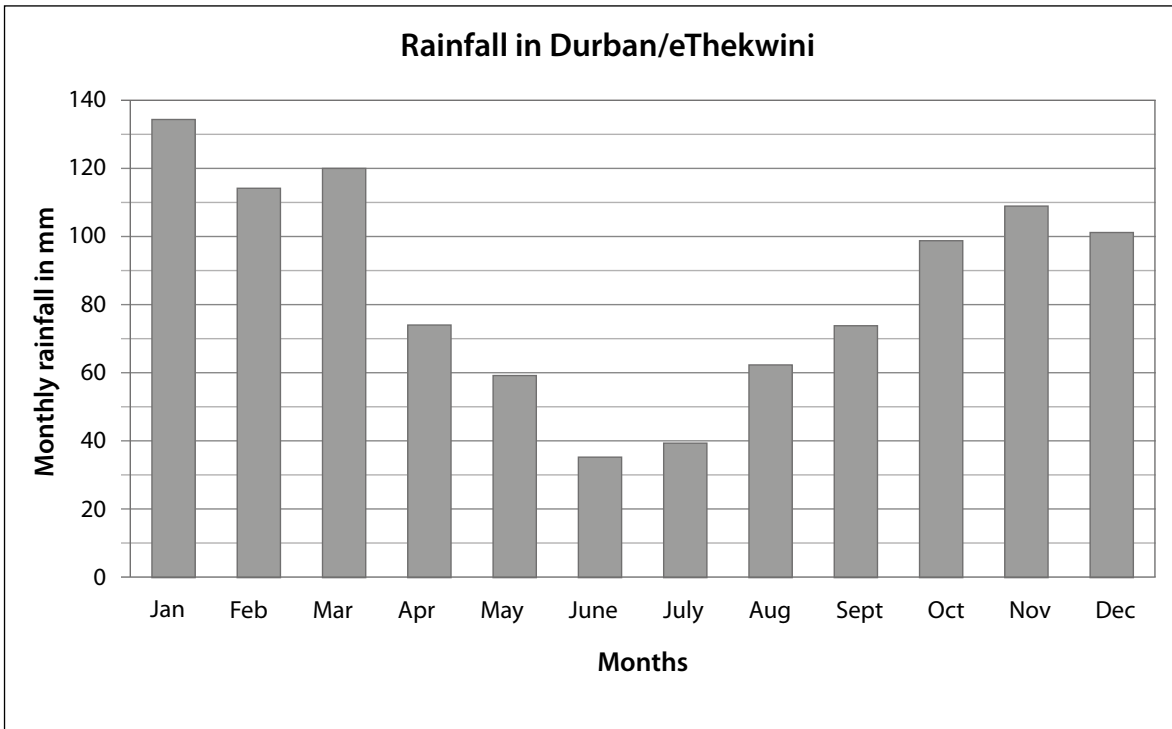 Rainfall in Durban/eThekwini
Monthly rainfall in mm
140
120
100
80
60
40
20
0
Jan Feb Mar Apr May June July Aug Sept Oct Nov Dec
Months